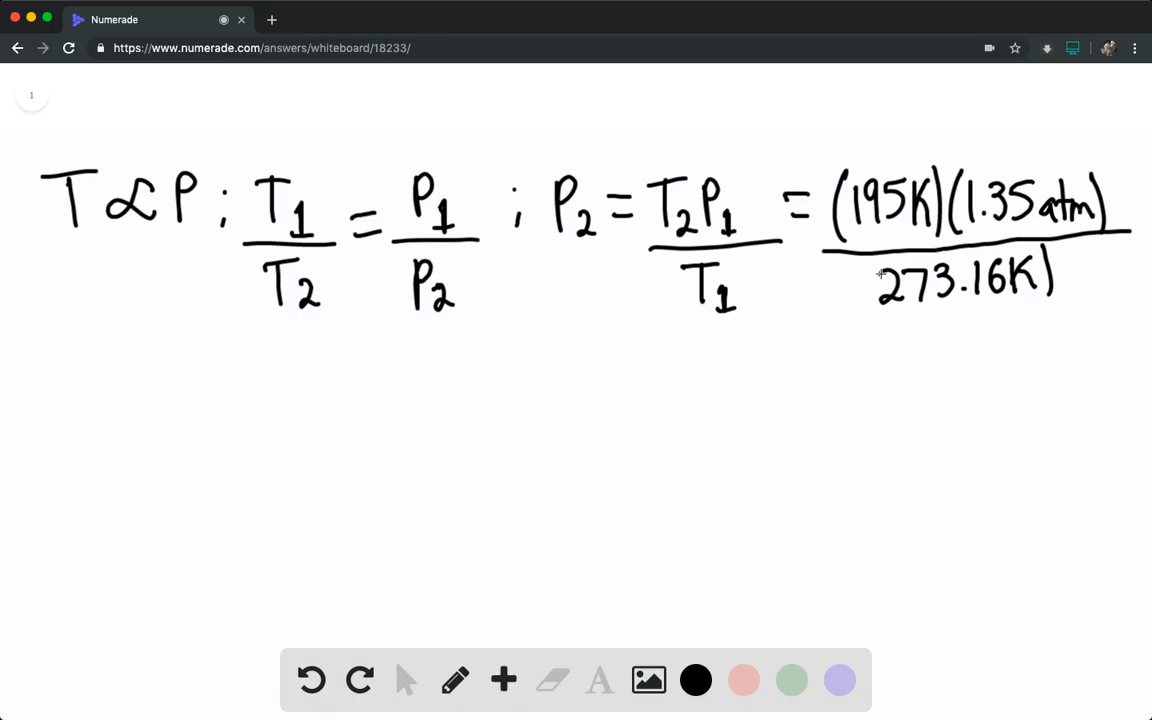 Numerade
https://www.numerade.com/answers/whiteboard/18233/
1
T ∝ P ; T₁/T₂ = P₁/P₂ ; P₂ = T₂P₁/T₁ = (195K)(1.35atm)/273.16K)
A